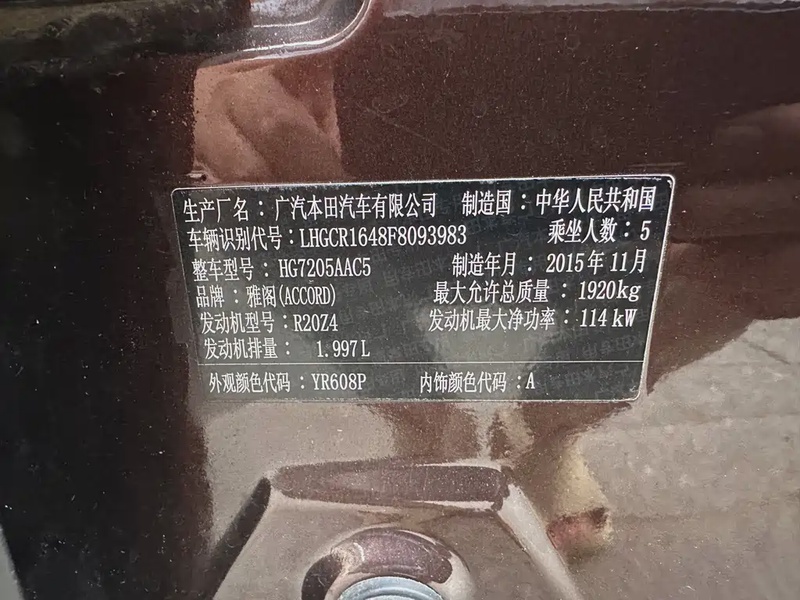 生产厂名：广汽本田汽车有限公司 制造国：中华人民共和国
车辆识别代号：LHGCR1648F8093983 乘坐人数：5
整车型号：HG7205AAC5 制造年月：2015年11月
品牌：雅阁(ACCORD) 最大允许总质量：1920kg
发动机型号：R20Z4 发动机最大净功率：114kW
发动机排量：1.997L
外观颜色代码：YR608P 内饰颜色代码：A